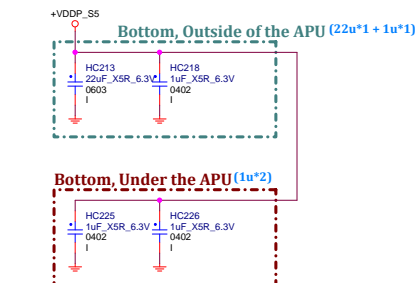 +VDDP_S5
Bottom, Outside of the APU (22u*1 + 1u*1)
HC213
22uF_X5R_6.3V
0603
I
HC218
1uF_X5R_6.3V
0402
I
Bottom, Under the APU (1u*2)
HC225
1uF_X5R_6.3V
0402
I
HC226
1uF_X5R_6.3V
0402
I